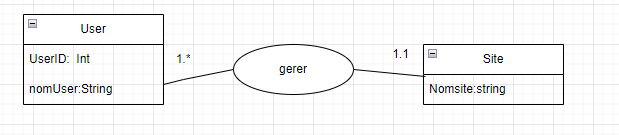 User
UserID:  Int
nomUser:String
1.*
gerer
1.1
Site
Nomsite:string